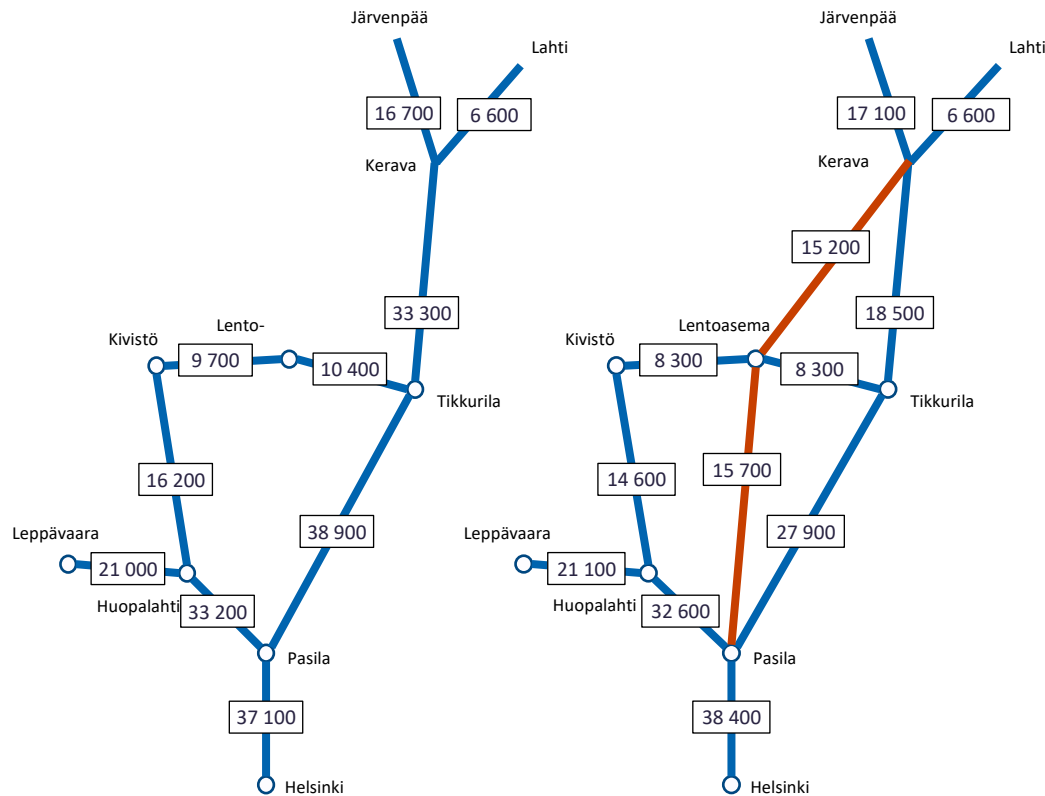 Järvenpää
Lahti
16 700
6 600
Kerava
33 300
Lento-
Kivistö
9 700
10 400
Tikkurila
16 200
38 900
Leppävaara
21 000
Huopalahti
33 200
Pasila
37 100
Helsinki
Järvenpää
Lahti
17 100
6 600
Kerava
15 200
18 500
Lentoasema
Kivistö
8 300
8 300
Tikkurila
14 600
15 700
27 900
Leppävaara
21 100
Huopalahti
32 600
Pasila
38 400
Helsinki